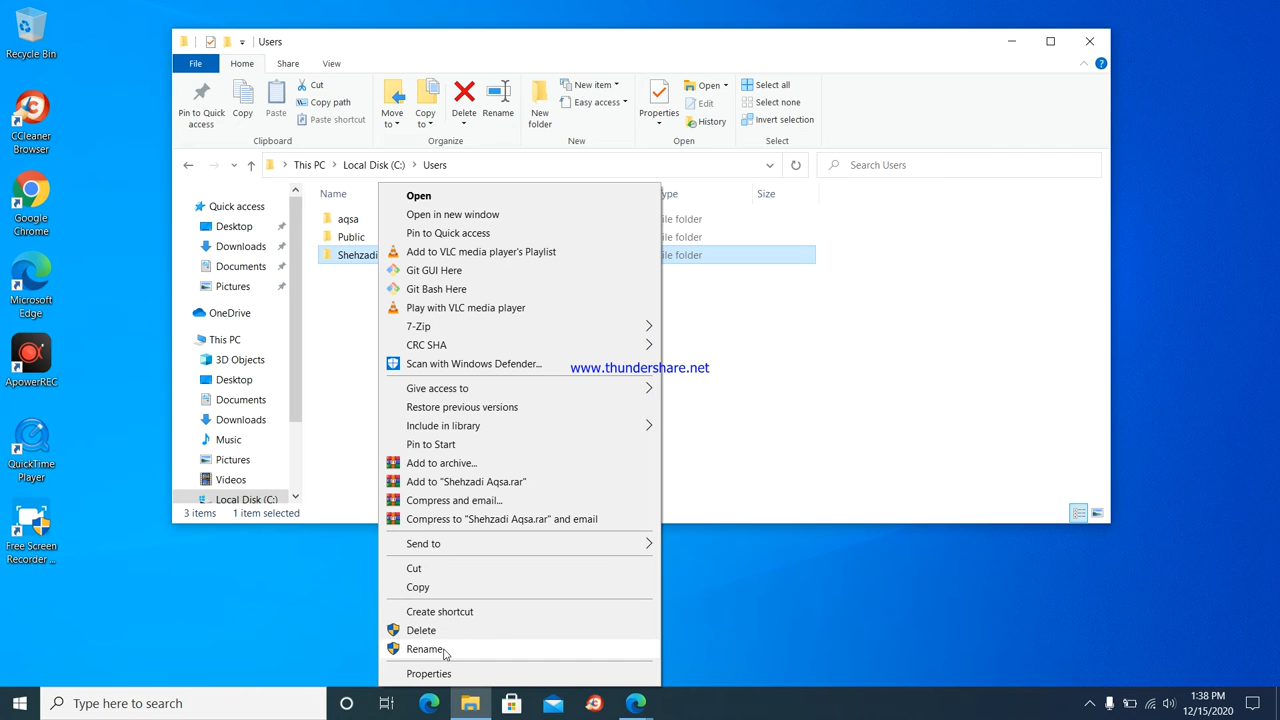 Recycle Bin
CCleaner
Browser
Google
Chrome
Microsoft
Edge
ApowerREC
QuickTime
Player
Free Screen
Recorder ...
Users
File
Home
Share
View
Pin to Quick
access
Copy
Paste
Cut
Copy path
Paste shortcut
Clipboard
Move
to
Copy
to
Delete
Rename
Organize
New
folder
New item
Easy access
New
Properties
Open
Edit
History
Open
Select all
Select none
Invert selection
Select
This PC > Local Disk (C:) > Users
Search Users
Quick access
Desktop
Downloads
Documents
Pictures
OneDrive
This PC
3D Objects
Desktop
Documents
Downloads
Music
Pictures
Videos
Local Disk (C:)
Name
ype
Size
aqsa
ile folder
Public
ile folder
Shehzadi
ile folder
Open
Open in new window
Pin to Quick access
Add to VLC media player's Playlist
Git GUI Here
Git Bash Here
Play with VLC media player
7-Zip
CRC SHA
Scan with Windows Defender...
Give access to
Restore previous versions
Include in library
Pin to Start
Add to archive...
Add to "Shehzadi Aqsa.rar"
Compress and email...
Compress to "Shehzadi Aqsa.rar" and email
Send to
Cut
Copy
Create shortcut
Delete
Rename
Properties
www.thundershare.net
3 items
1 item selected
Type here to search
1:38 PM
12/15/2020